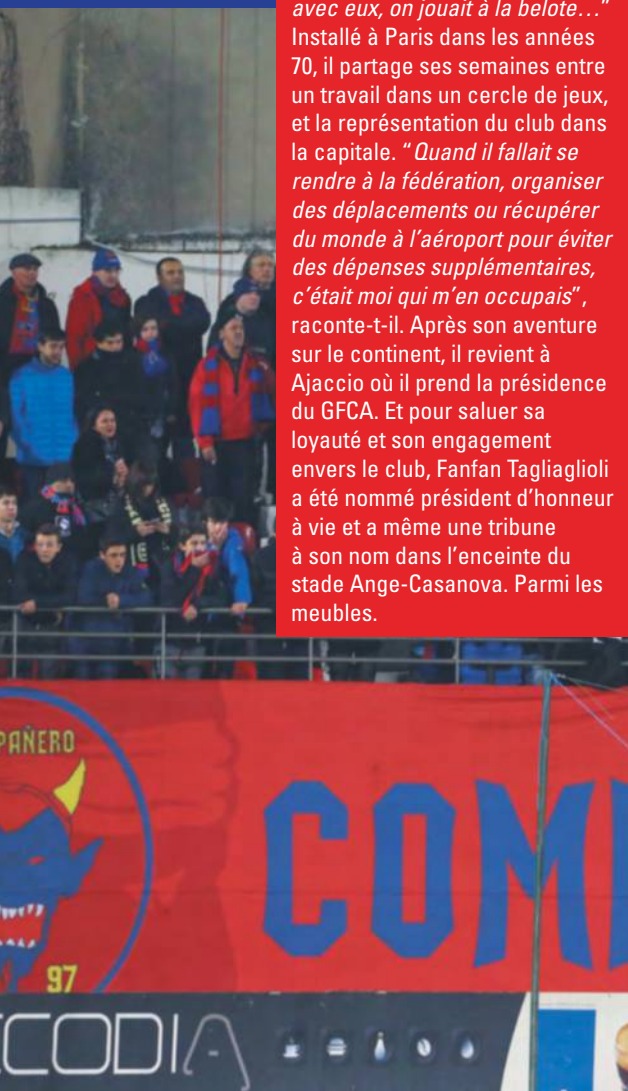 avec eux, on jouait à la belote…”
Installé à Paris dans les années
70, il partage ses semaines entre
un travail dans un cercle de jeux,
et la représentation du club dans
la capitale. “Quand il fallait se
rendre à la fédération, organiser
des déplacements ou récupérer
du monde à l’aéroport pour éviter
des dépenses supplémentaires,
c’était moi qui m’en occupais”,
raconte-t-il. Après son aventure
sur le continent, il revient à
Ajaccio où il prend la présidence
du GFCA. Et pour saluer sa
loyauté et son engagement
envers le club, Fanfan Tagliaglioli
a été nommé président d’honneur
à vie et a même une tribune
à son nom dans l’enceinte du
stade Ange-Casanova. Parmi les
meubles.
PAÑERO
COM
97
CODIA